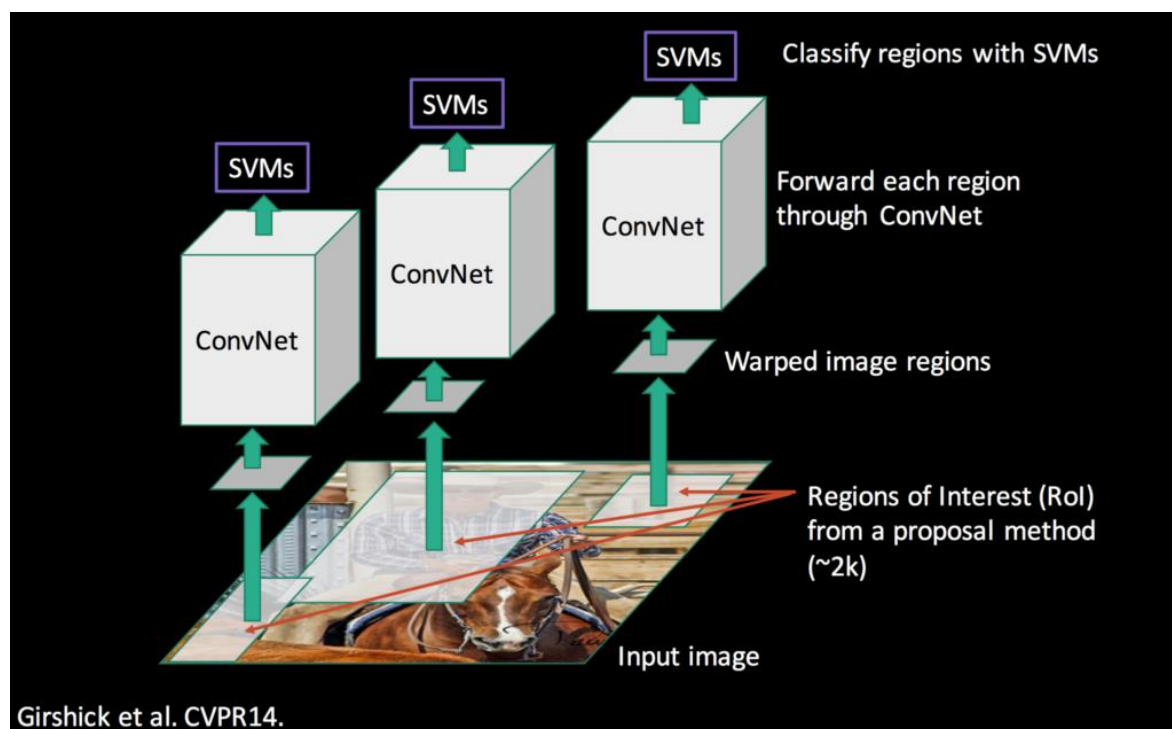 SVMs
Classify regions with SVMs
SVMs
SVMs
Forward each region
through ConvNet
ConvNet
ConvNet
ConvNet
Warped image regions
Regions of Interest (RoI)
from a proposal method
(~2k)
Input image
Girshick et al. CVPR14.